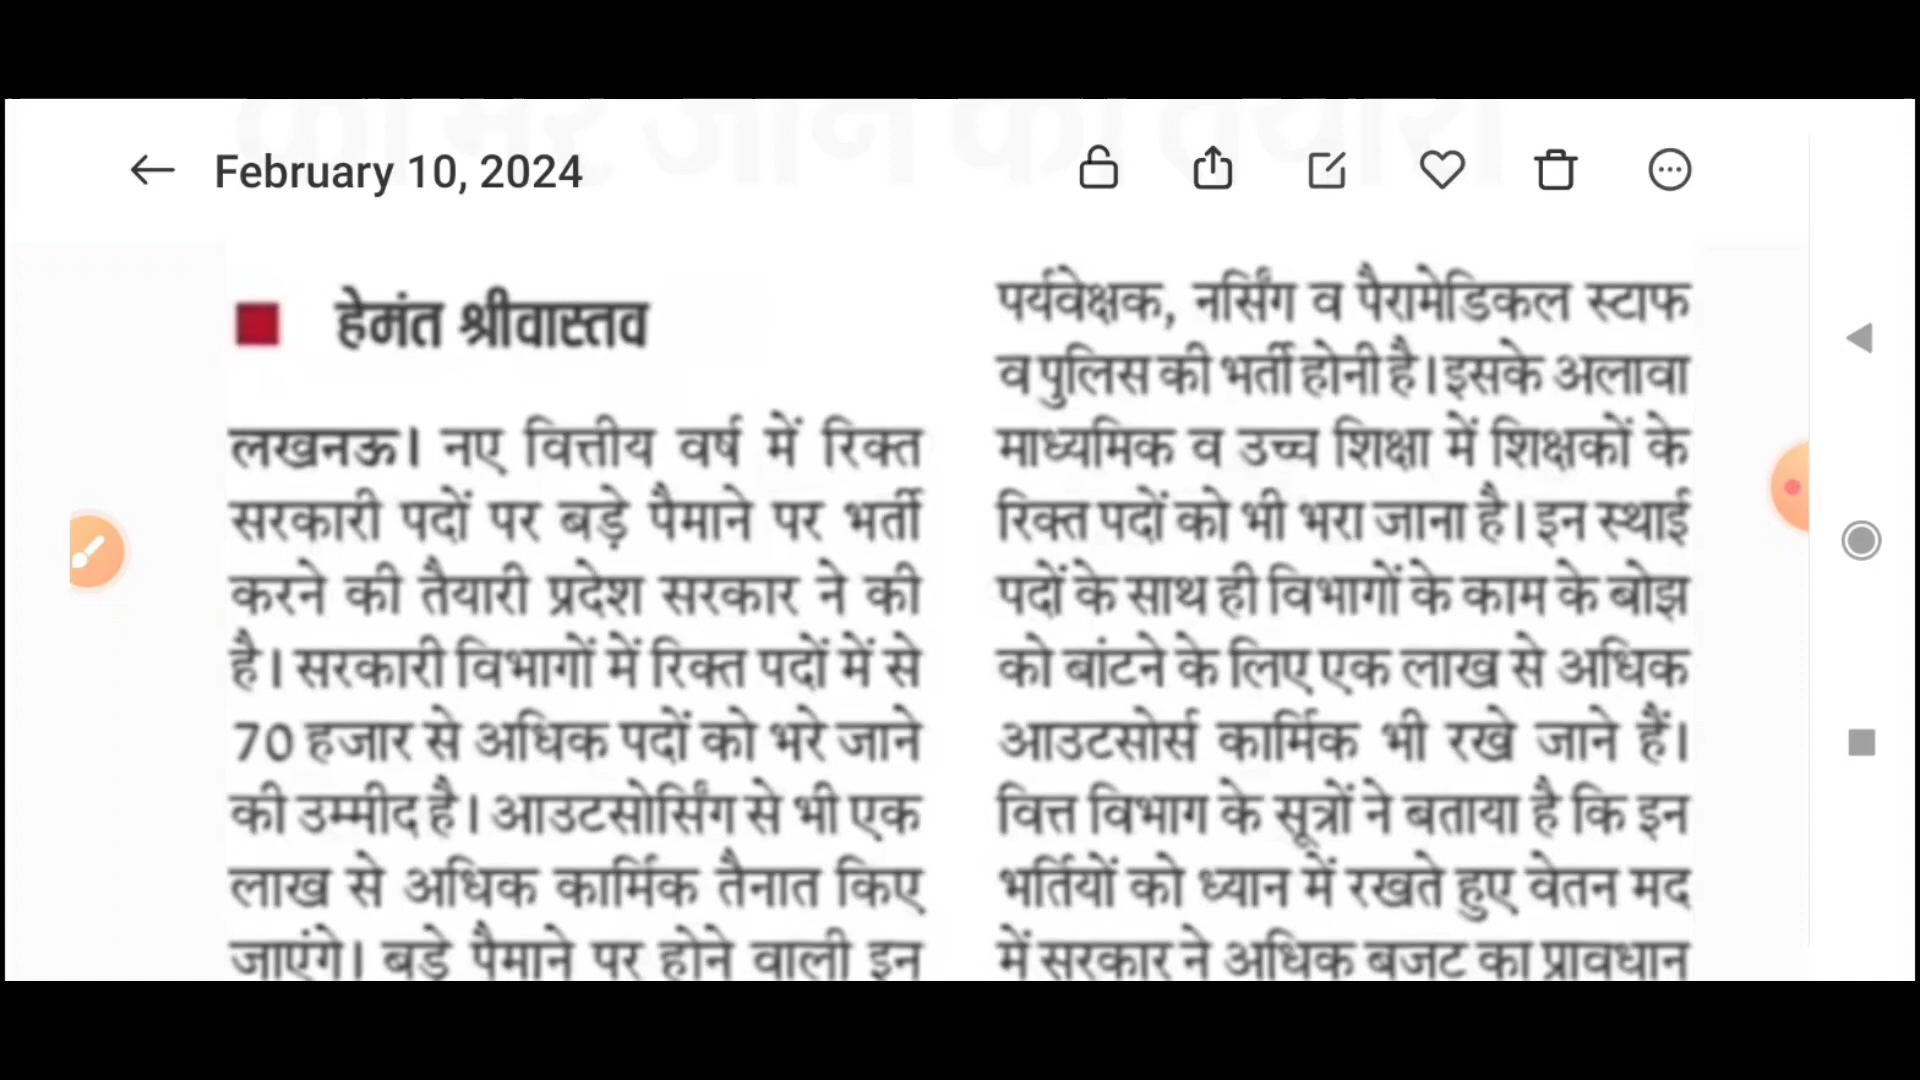 February 10, 2024
हेमंत श्रीवास्तव
लखनऊ। नए वित्तीय वर्ष में रिक्त
सरकारी पदों पर बड़े पैमाने पर भर्ती
करने की तैयारी प्रदेश सरकार ने की
है। सरकारी विभागों में रिक्त पदों में से
70 हजार से अधिक पदों को भरे जाने
की उम्मीद है। आउटसोर्सिंग से भी एक
लाख से अधिक कार्मिक तैनात किए
जाएंगे। बड़े पैमाने पर होने वाली इन
पर्यवेक्षक, नर्सिंग व पैरामेडिकल स्टाफ
व पुलिस की भर्ती होनी है। इसके अलावा
माध्यमिक व उच्च शिक्षा में शिक्षकों के
रिक्त पदों को भी भरा जाना है। इन स्थाई
पदों के साथ ही विभागों के काम के बोझ
को बांटने के लिए एक लाख से अधिक
आउटसोर्स कार्मिक भी रखे जाने हैं।
वित्त विभाग के सूत्रों ने बताया है कि इन
भर्तियों को ध्यान में रखते हुए वेतन मद
में सरकार ने अधिक बजट का प्रावधान